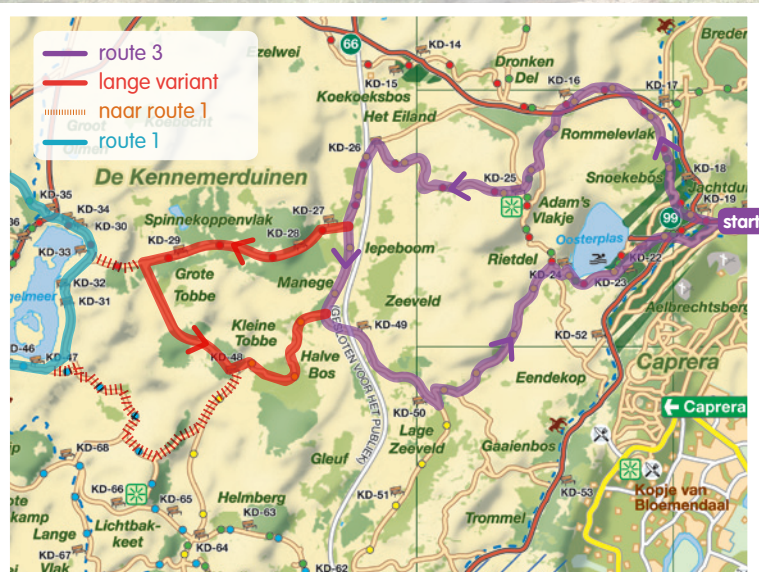 route 3
lange variant
naar route 1
route 1
Groot
Olmen
Koebocht
Ezelwei
66
KD-14
KD-15
Koekoeksbos
Het Eiland
Dronken
Del
KD-16
KD-17
Breder
Rommelevlak
KD-26
KD-25
Snoekebos
KD-18
Jachtdui
KD-19
99
start
De Kennemerduinen
KD-35
KD-34
KD-30
36
KD-33
Spinnekoppenvlak
KD-27
KD-28
KD-29
Adam's
Vlakje
Iepeboom
Oosterplas
Rietdel
KD-22
KD-24
KD-23
KD-32
gelmeer
KD-31
Grote
Tobbe
Manege
Zeeveld
Aelbrechtsberg
Kleine
Tobbe
KD-49
KD-52
D-46
KD-47
KD-48
Halve
Bos
GESLOTEN VOOR HET PUBLIEK
Caprera
Eendekop
Caprera
KD-50
Lage
Zeeveld
Gaaienbos
KD-68
Gleuf
KD-66
KD-65
Helmberg
KD-51
KD-53
Kopje van
Bloemendaal
kamp
Lichtbak-
keet
KD-63
Trommel
Lange
KD-64
KD-67
Vlak
KD-62